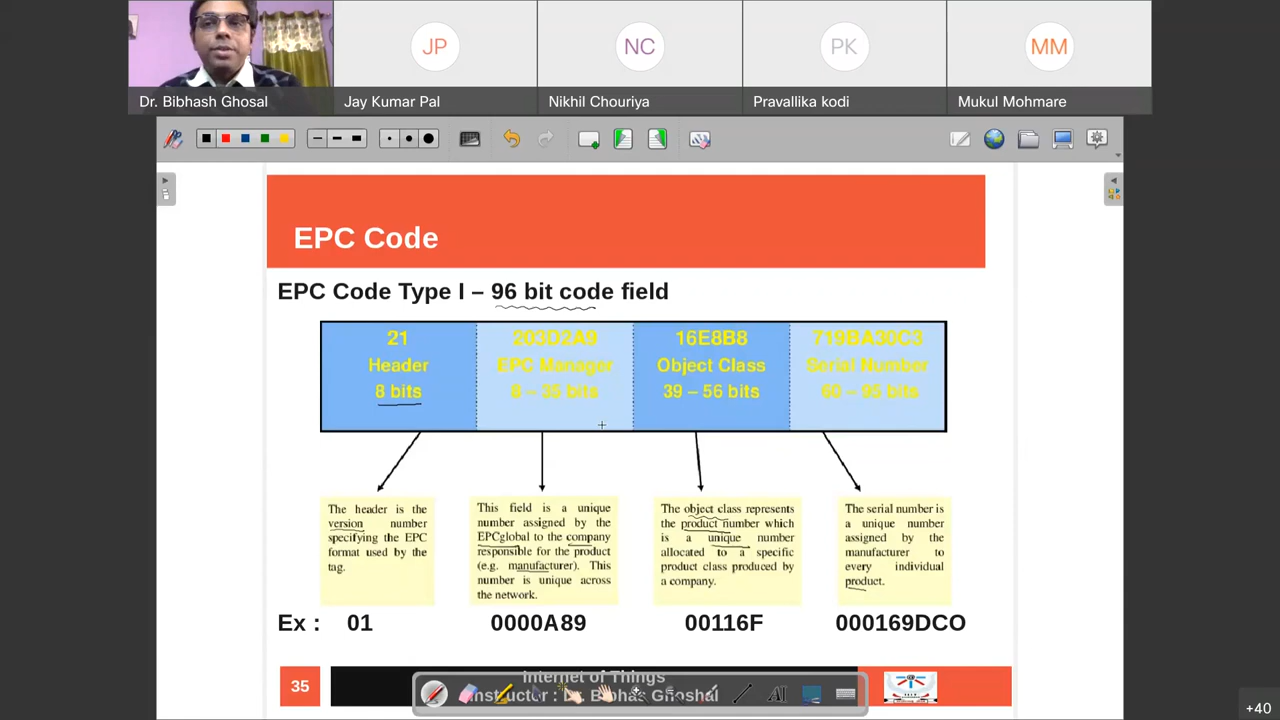 JP
NC
PK
MM
Dr. Bibhash Ghosal
Jay Kumar Pal
Nikhil Chouriya
Pravallika kodi
Mukul Mohmare
EPC Code
EPC Code Type I – 96 bit code field
21
Header
8 bits
203D2A9
EPC Manager
8 – 35 bits
16E8B8
Object Class
39 – 56 bits
719BA30C3
Serial Number
60 – 95 bits
The header is the
version number
specifying the EPC
format used by the
tag.
This field is a unique
number assigned by the
EPCglobal to the company
responsible for the product
(e.g. manufacturer). This
number is unique across
the network.
The object class represents
the product number which
is a unique number
allocated to a specific
product class produced by
a company.
The serial number is
a unique number
assigned by the
manufacturer to
every individual
product.
Ex : 01 0000A89 00116F 000169DCO
35
Internet of Things
Instructor : Dr. Bibhas Ghoshal
+40